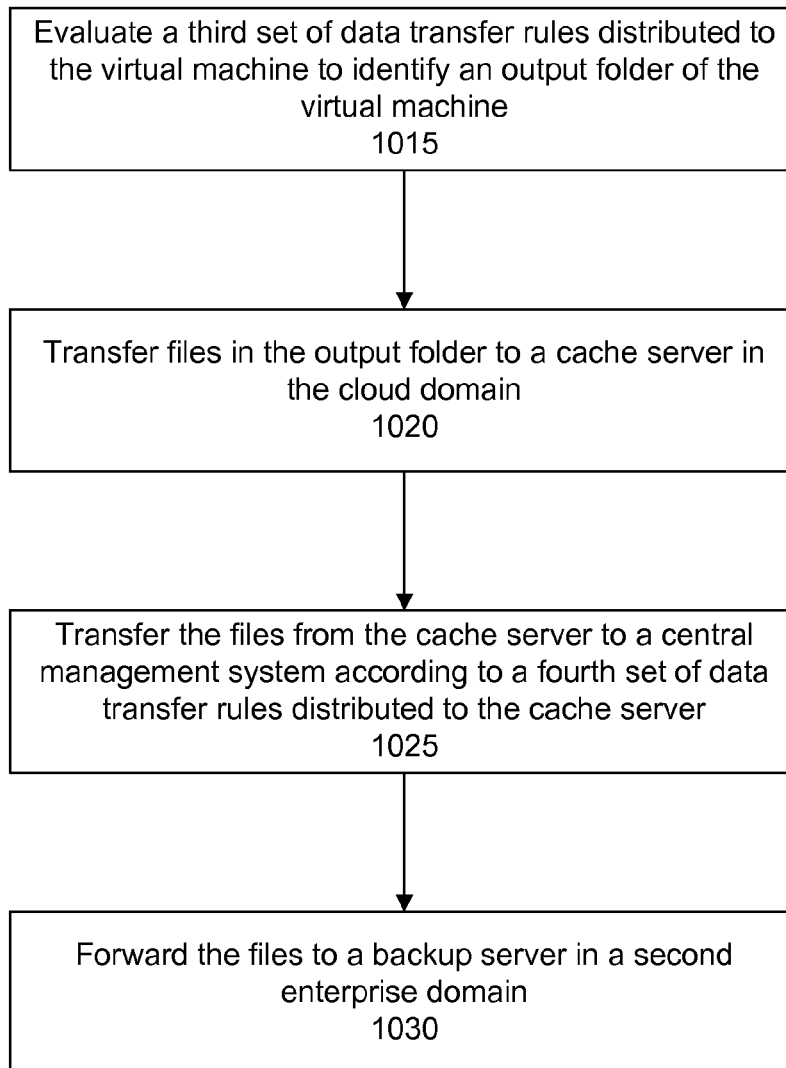 Evaluate a third set of data transfer rules distributed to
the virtual machine to identify an output folder of the
virtual machine
1015
Transfer files in the output folder to a cache server in
the cloud domain
1020
Transfer the files from the cache server to a central
management system according to a fourth set of data
transfer rules distributed to the cache server
1025
Forward the files to a backup server in a second
enterprise domain
1030